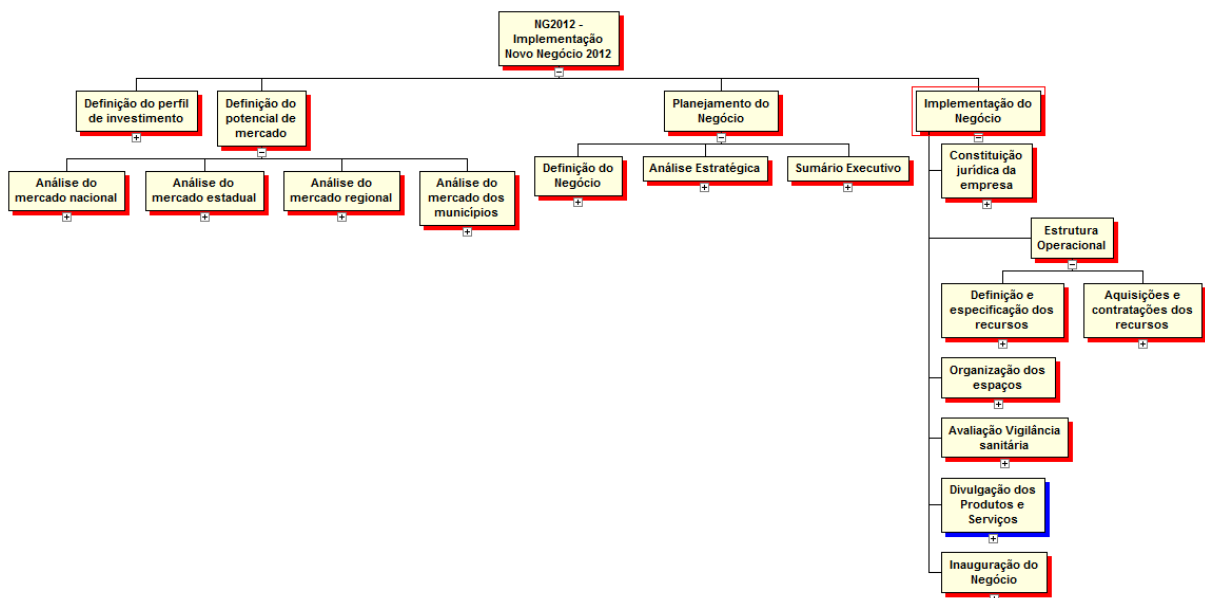 NG2012 -
Implementação
Novo Negócio 2012
Definição do perfil
de investimento
Definição do
potencial de
mercado
Planejamento do
Negócio
Implementação do
Negócio
Análise do
mercado nacional
Análise do
mercado estadual
Análise do
mercado regional
Análise do
mercado dos
municípios
Definição do
Negócio
Análise Estratégica
Sumário Executivo
Constituição
jurídica da
empresa
Estrutura
Operacional
Definição e
especificação dos
recursos
Aquisições e
contratações dos
recursos
Organização dos
espaços
Avaliação Vigilância
sanitária
Divulgação dos
Produtos e
Serviços
Inauguração do
Negócio